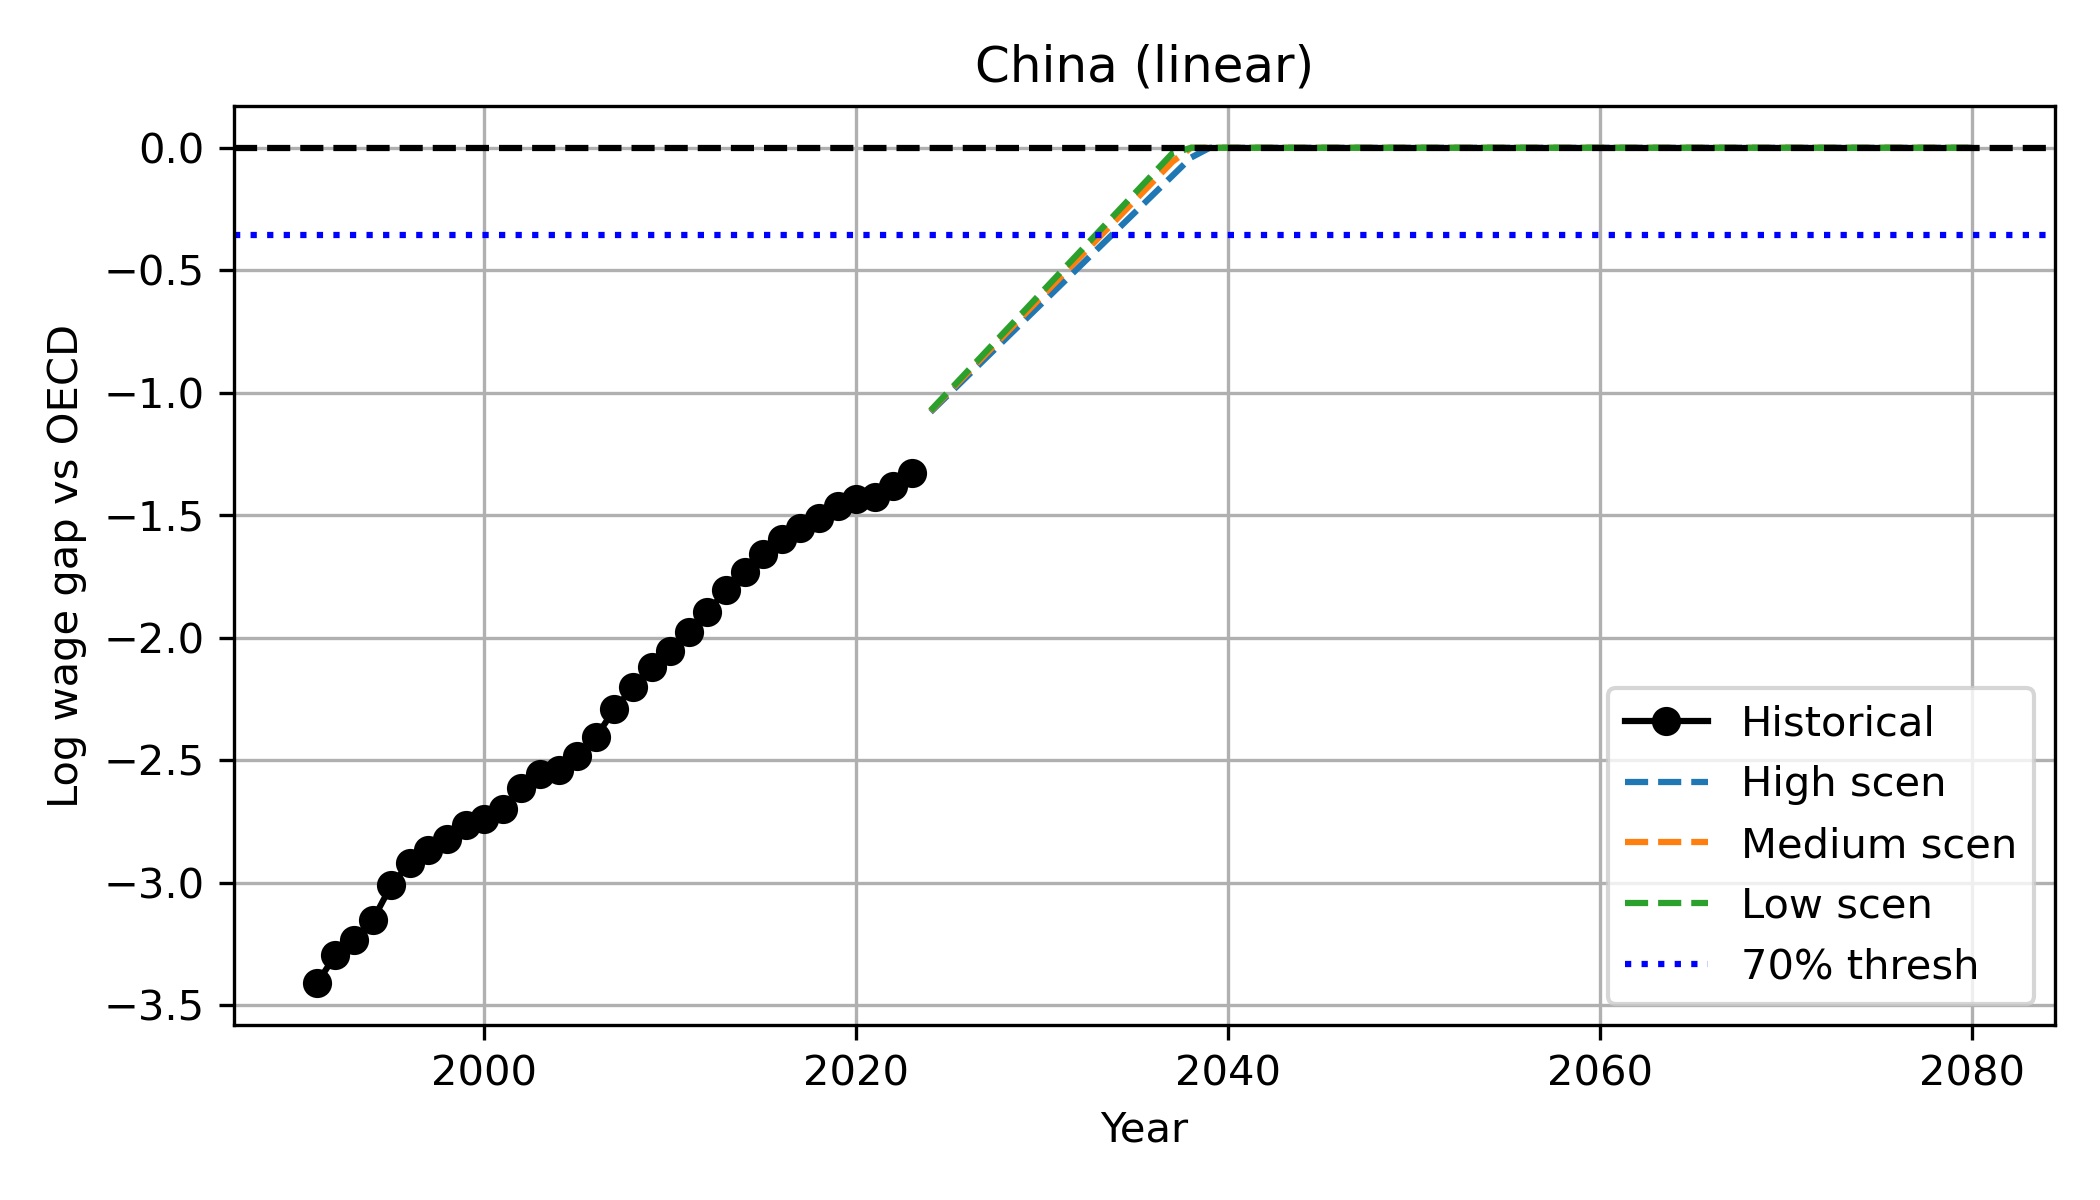 China (linear)
Log wage gap vs OECD
0.0
−0.5
−1.0
−1.5
−2.0
−2.5
−3.0
−3.5
2000
2020
2040
2060
2080
Year
Historical
High scen
Medium scen
Low scen
70% thresh